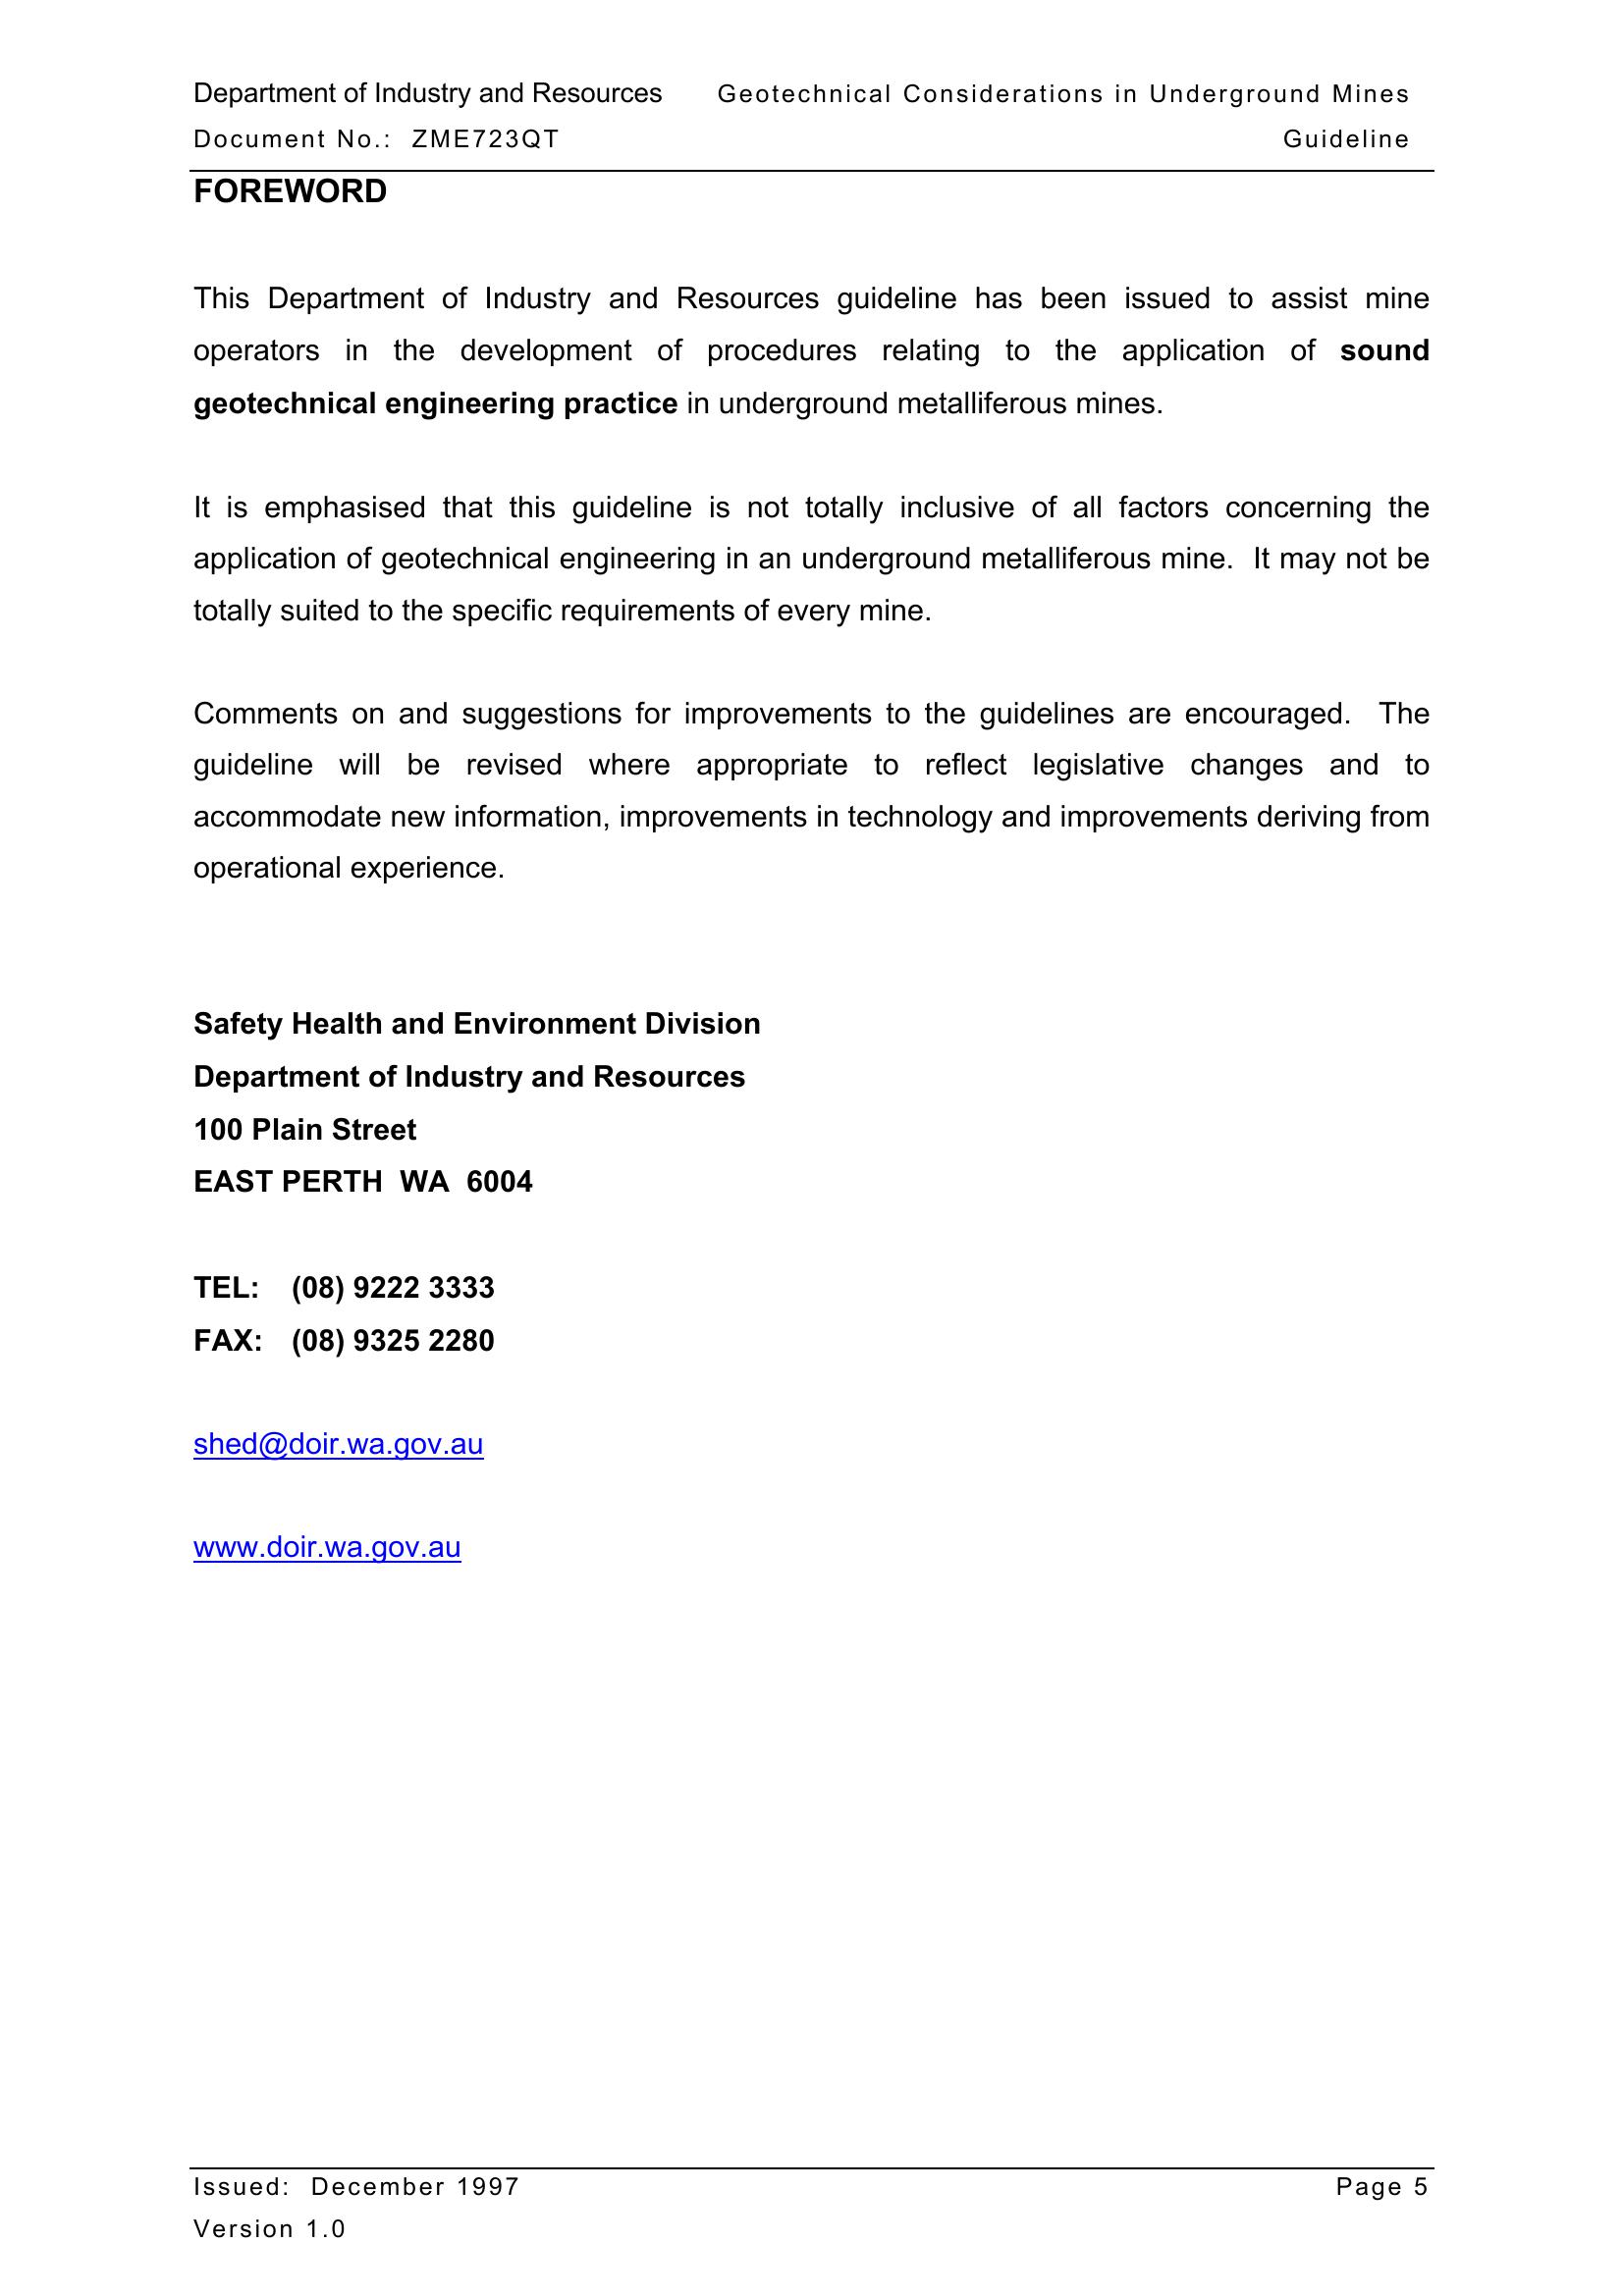 Department of Industry and Resources Geotechnical Considerations in Underground Mines
Document No.: ZME723QT Guideline
FOREWORD
This Department of Industry and Resources guideline has been issued to assist mine
operators in the development of procedures relating to the application of sound
geotechnical engineering practice in underground metalliferous mines.
It is emphasised that this guideline is not totally inclusive of all factors concerning the
application of geotechnical engineering in an underground metalliferous mine. It may not be
totally suited to the specific requirements of every mine.
Comments on and suggestions for improvements to the guidelines are encouraged. The
guideline will be revised where appropriate to reflect legislative changes and to
accommodate new information, improvements in technology and improvements deriving from
operational experience.
Safety Health and Environment Division
Department of Industry and Resources
100 Plain Street
EAST PERTH WA 6004
TEL: (08) 9222 3333
FAX: (08) 9325 2280
shed@doir.wa.gov.au
www.doir.wa.gov.au
Issued: December 1997 Page 5
Version 1.0